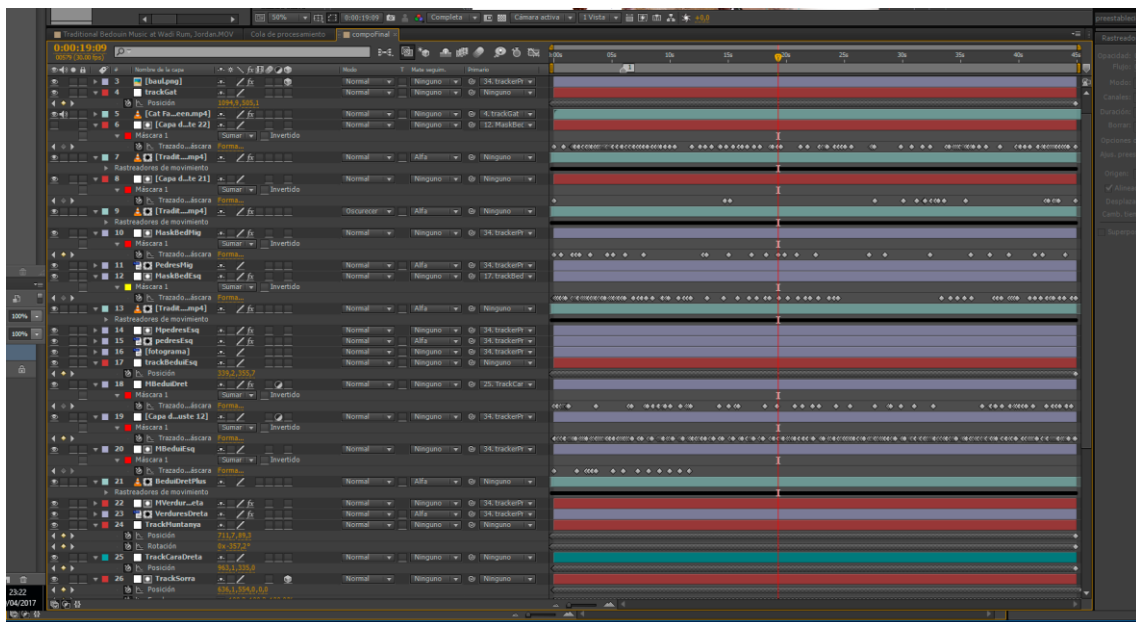 50% 0:00:19:09 Completa Cámara activa 1 Vista +0,0 preestablec
Traditional Bedouin Music at Wadi Rum, Jordan.MOV Cola de procesamiento compoFinal Rastreado
0:00:19:09
00579 (30.00 fps) :00s 05s 10s 15s 20s 25s 30s 35s 40s 45s
# Nombre de la capa Modo T Mate seguim. Primario 1
3 [baul.png] Normal Ninguno 34. trackerPr
4 trackGat Normal Ninguno Ninguno
Posición 1094,9,505,1
5 [Cat Fa...een.mp4] Normal Ninguno 4. trackGat
6 [Capa d...te 22] Normal Ninguno 12. MaskBec
Máscara 1 Sumar Invertido
Trazado...áscara Forma...
7 [Tradit....mp4] Normal Alfa Ninguno
Rastreadores de movimiento
8 [Capa d...te 21] Normal Ninguno Ninguno
Máscara 1 Sumar Invertido
Trazado...áscara Forma...
9 [Tradit....mp4] Oscurecer Alfa Ninguno
Rastreadores de movimiento
10 MaskBedMig Normal Ninguno 34. trackerPr
Máscara 1 Sumar Invertido
Trazado...áscara Forma...
11 PedresMig Normal Alfa Ninguno
12 MaskBedEsq Normal Ninguno 17. trackBed
Máscara 1 Sumar Invertido
Trazado...áscara Forma...
13 [Tradit....mp4] Normal Alfa Ninguno
Rastreadores de movimiento
14 MpedresEsq Normal Ninguno 34. trackerPr
15 pedresEsq Normal Alfa Ninguno 34. trackerPr
16 [fotograma] Normal Ninguno 34. trackerPr
17 trackBeduiEsq Normal Ninguno Ninguno
Posición 239,2,355,7
18 MBeduiDret Normal Ninguno 25. TrackCar
Máscara 1 Sumar Invertido
Trazado...áscara Forma...
19 [Capa d...uste 12] Normal Ninguno 34. trackerPr
Máscara 1 Sumar Invertido
Trazado...áscara Forma...
20 MBeduiEsq Normal Ninguno 34. trackerPr
Máscara 1 Sumar Invertido
Trazado...áscara Forma...
21 BeduiDretPlus Normal Alfa Ninguno
Rastreadores de movimiento
22 MVerdur...eta Normal Ninguno 34. trackerPr
23 VerduresDreta Normal Alfa 34. trackerPr
24 TrackMuntanya Normal Ninguno Ninguno
Posición 711,7,89,3
Rotación 0x-357,2°
25 TrackCaraDreta Normal Ninguno Ninguno
Posición 963,1,335,0
26 TrackSorra Normal Ninguno Ninguno
Posición 636,1,554,0,0,0
100%
100%
23:22
/04/2017